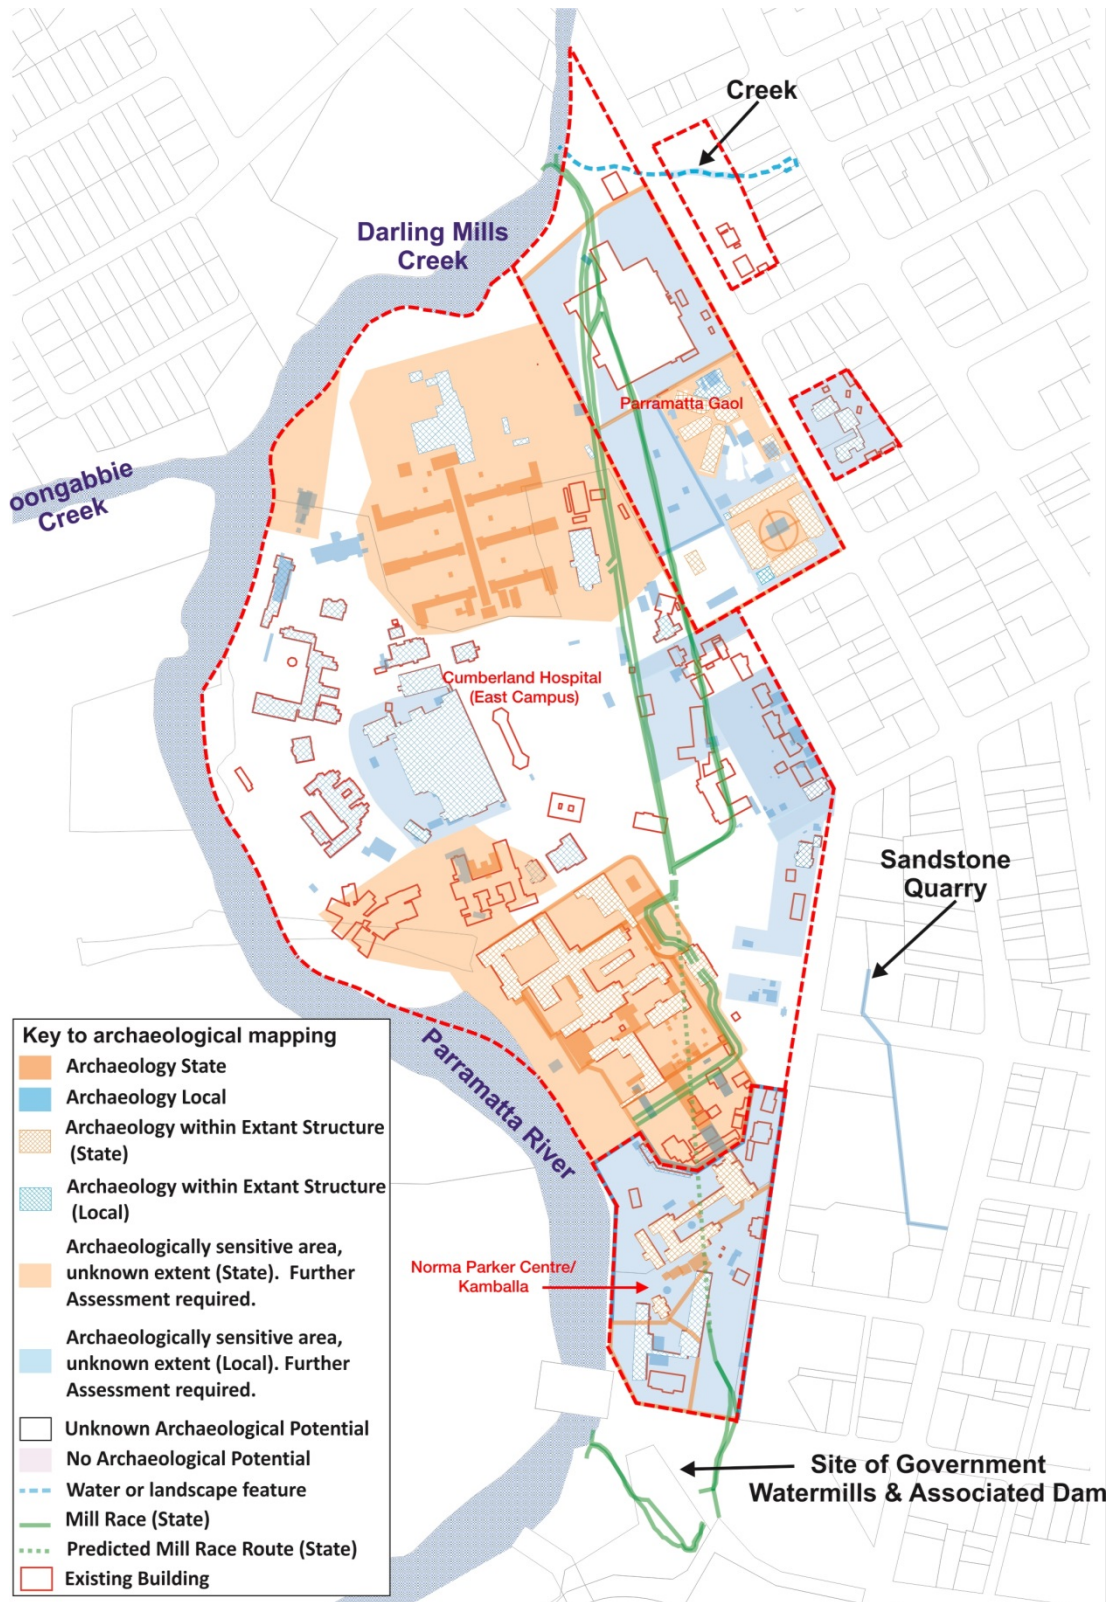 Creek
Darling Mills
Creek
Parramatta Gaol
oongabbie
Creek
Cumberland Hospital
(East Campus)
Sandstone
Quarry
Parramatta River
Norma Parker Centre/
Kamballa
Site of Government
Watermills & Associated Dam
Key to archaeological mapping
Archaeology State
Archaeology Local
Archaeology within Extant Structure
(State)
Archaeology within Extant Structure
(Local)
Archaeologically sensitive area,
unknown extent (State). Further
Assessment required.
Archaeologically sensitive area,
unknown extent (Local). Further
Assessment required.
Unknown Archaeological Potential
No Archaeological Potential
Water or landscape feature
Mill Race (State)
Predicted Mill Race Route (State)
Existing Building